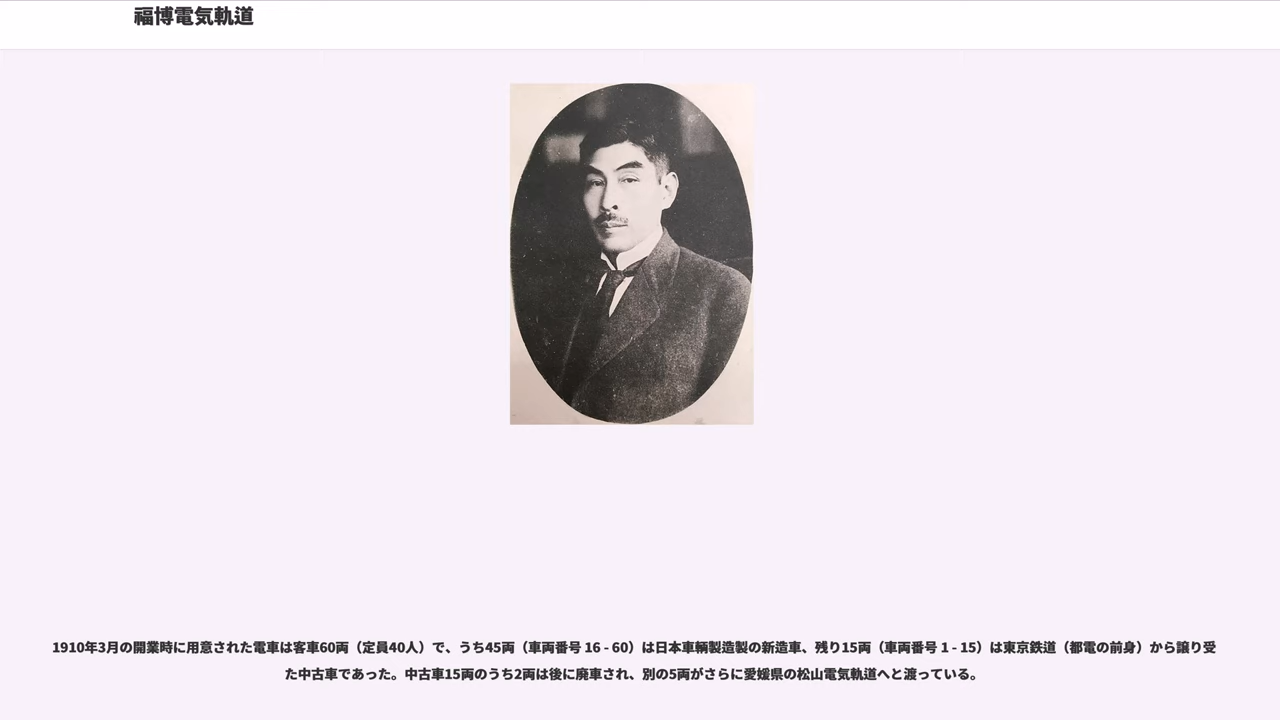 福博電気軌道
1910年3月の開業時に用意された電車は客車60両（定員40人）で、うち45両（車両番号 16 - 60）は日本車輌製造製の新造車、残り15両（車両番号 1 - 15）は東京鉄道（都電の前身）から譲り受
た中古車であった。中古車15両のうち2両は後に廃車され、別の5両がさらに愛媛県の松山電気軌道へと渡っている。